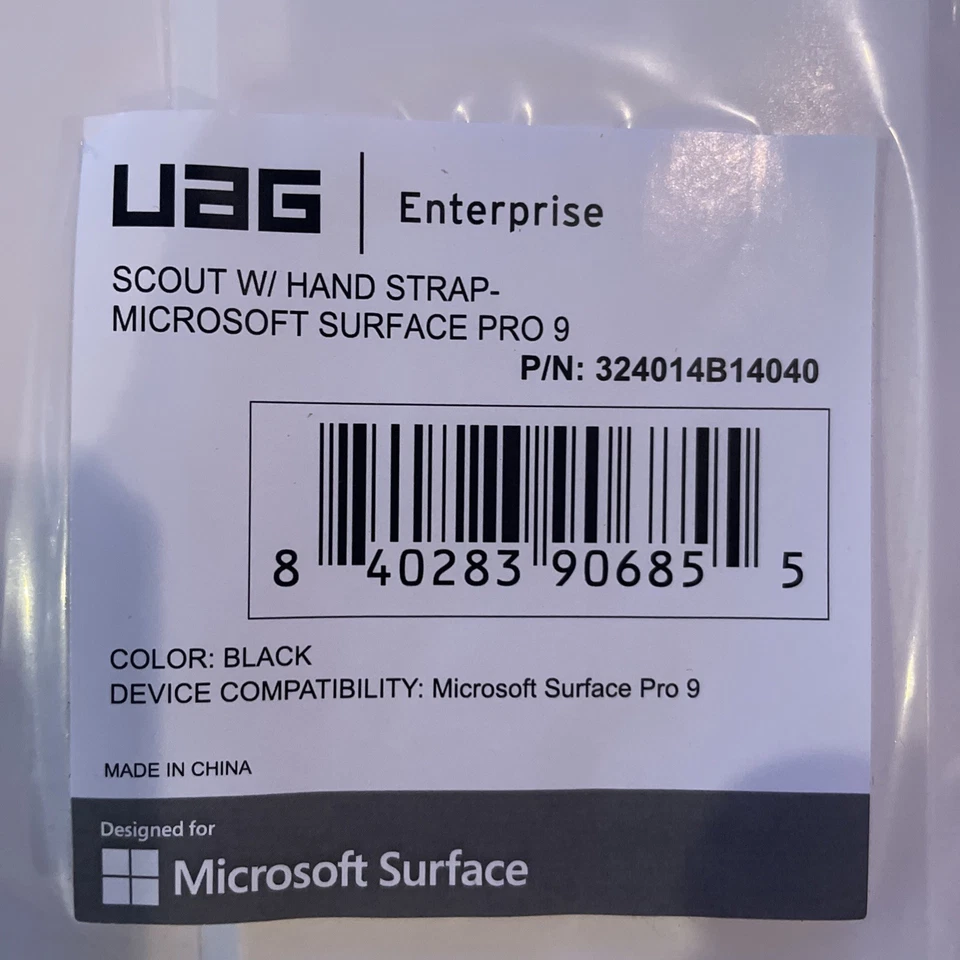 UAG | Enterprise
SCOUT W/ HAND STRAP-
MICROSOFT SURFACE PRO 9
P/N: 324014B14040
8 40283 90685 5
COLOR: BLACK
DEVICE COMPATIBILITY: Microsoft Surface Pro 9
MADE IN CHINA
Designed for
Microsoft Surface